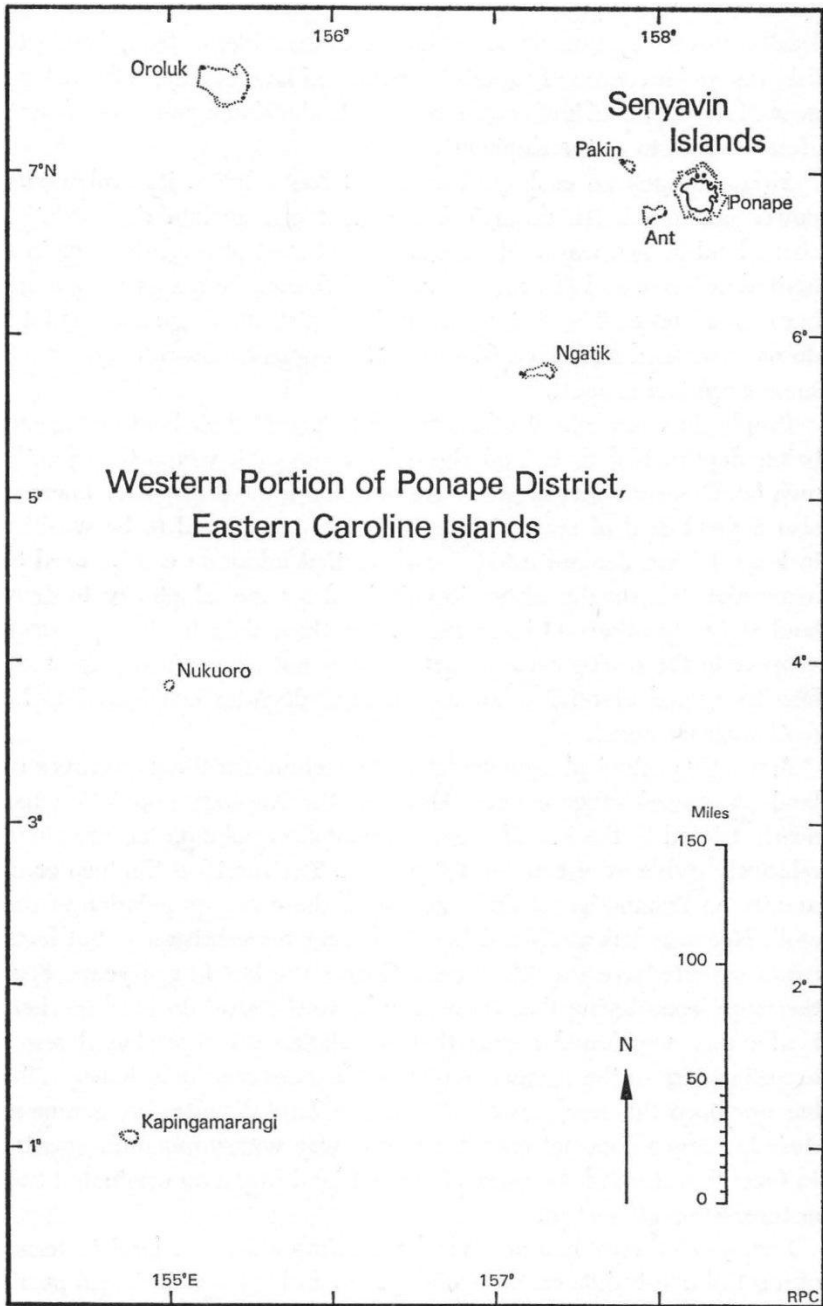 156°
158°
Oroluk
Senyavin
Islands
Pakin
7°N
Ponape
Ant
6°
Ngatik
Western Portion of Ponape District,
5°
Eastern Caroline Islands
4°
Nukuoro
Miles
3°
150
100
2°
N
50
Kapingamarangi
1°
0
155°E
157°
RPC